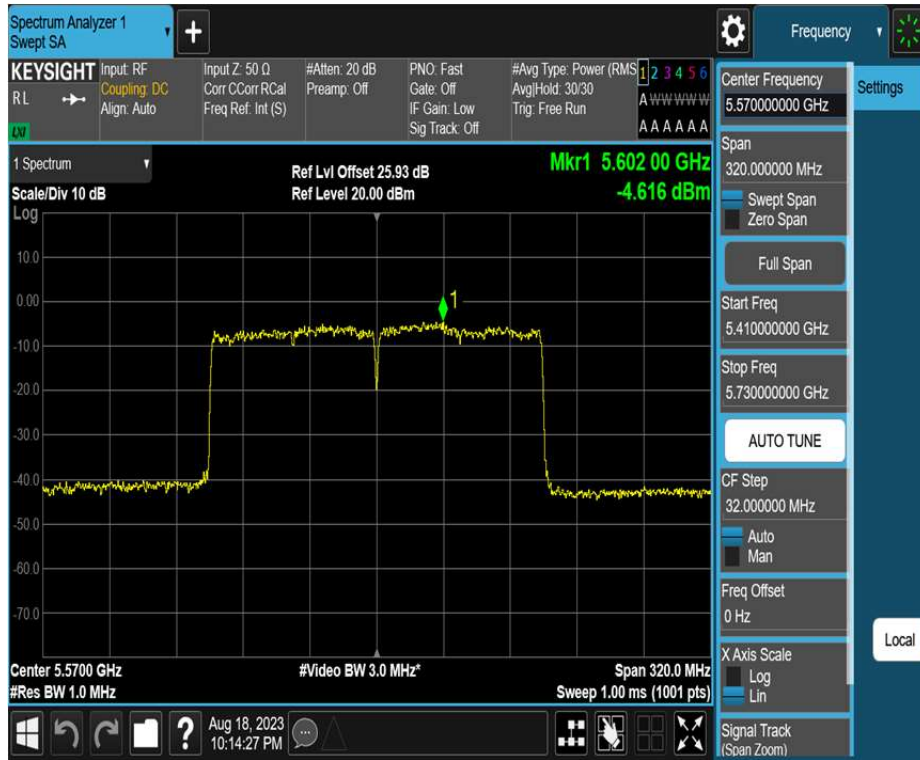 Spectrum Analyzer 1
Swept SA
+
Frequency
KEYSIGHT
RL
LXI
Input: RF
Coupling: DC
Align: Auto
Input Z: 50 Ω
Corr CCorr RCal
Freq Ref: Int (S)
#Atten: 20 dB
Preamp: Off
PNO: Fast
Gate: Off
IF Gain: Low
Sig Track: Off
#Avg Type: Power (RMS
Avg|Hold: 30/30
Trig: Free Run
1 2 3 4 5 6
A W W W W W
A A A A A A
1 Spectrum
Scale/Div 10 dB
Log
Ref Lvl Offset 25.93 dB
Ref Level 20.00 dBm
Mkr1 5.602 00 GHz
-4.616 dBm
10.0
0.00
-10.0
-20.0
-30.0
-40.0
-50.0
-60.0
-70.0
1
Center 5.5700 GHz
#Res BW 1.0 MHz
#Video BW 3.0 MHz*
Span 320.0 MHz
Sweep 1.00 ms (1001 pts)
?
Aug 18, 2023
10:14:27 PM
Center Frequency
5.57000000 GHz
Settings
Span
320.000000 MHz
Swept Span
Zero Span
Full Span
Start Freq
5.410000000 GHz
Stop Freq
5.730000000 GHz
AUTO TUNE
CF Step
32.000000 MHz
Auto
Man
Freq Offset
0 Hz
Local
X Axis Scale
Log
Lin
Signal Track
(Span Zoom)